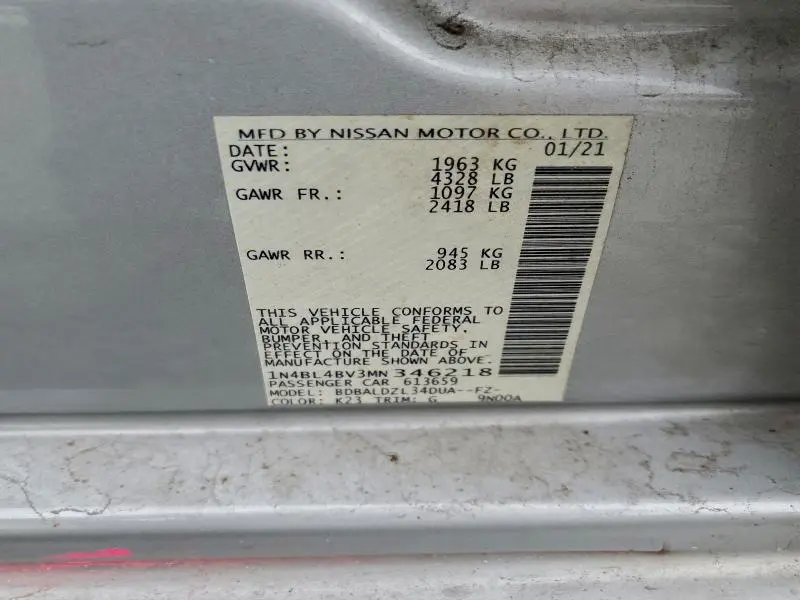 MFD BY NISSAN MOTOR CO., LTD.
DATE: 01/21
GVWR: 1963 KG
4328 LB
GAWR FR.: 1097 KG
2418 LB
GAWR RR.: 945 KG
2083 LB
THIS VEHICLE CONFORMS TO
ALL APPLICABLE FEDERAL
MOTOR VEHICLE SAFETY,
BUMPER, AND THEFT
PREVENTION STANDARDS IN
EFFECT ON THE DATE OF
MANUFACTURE SHOWN ABOVE.
1N4BL4BV3MN346218
PASSENGER CAR 613659
MODEL: BDBALDZL34DUA--FZ-
COLOR: K23 TRIM: G 9N00A